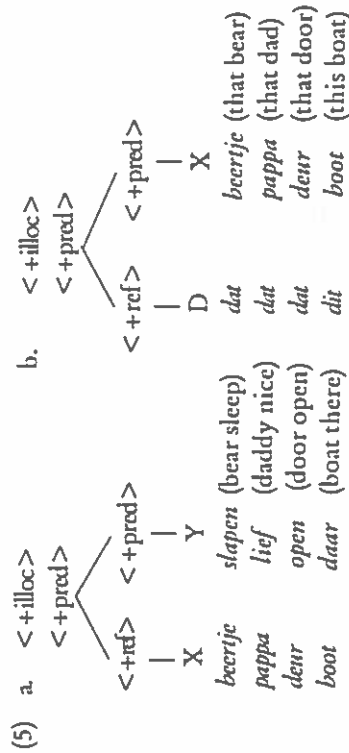 (5) a. <+illoc> b. <+illoc>
<+pred> <+pred>
<+ref> <+pred> <+ref> <+pred>
X Y D X
beertje slapen (bear sleep) dat beertje (that bear)
pappa lief (daddy nice) dat pappa (that dad)
deur open (door open) dat deur (that door)
boot daar (boat there) dit boot (this boat)